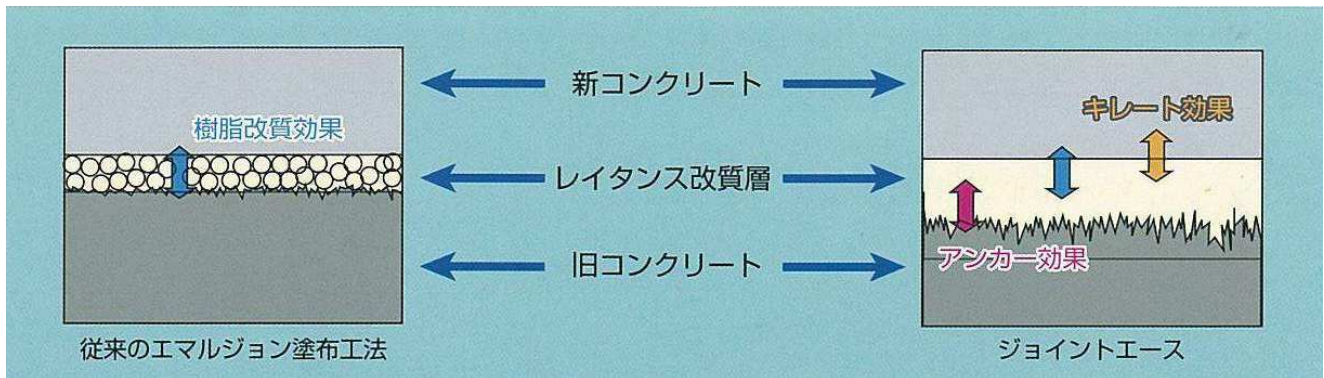 新コンクリート
キレート効果
樹脂改質効果
レイタンス改質層
旧コンクリート
アンカー効果
従来のエマルジョン塗布工法
ジョイントエース